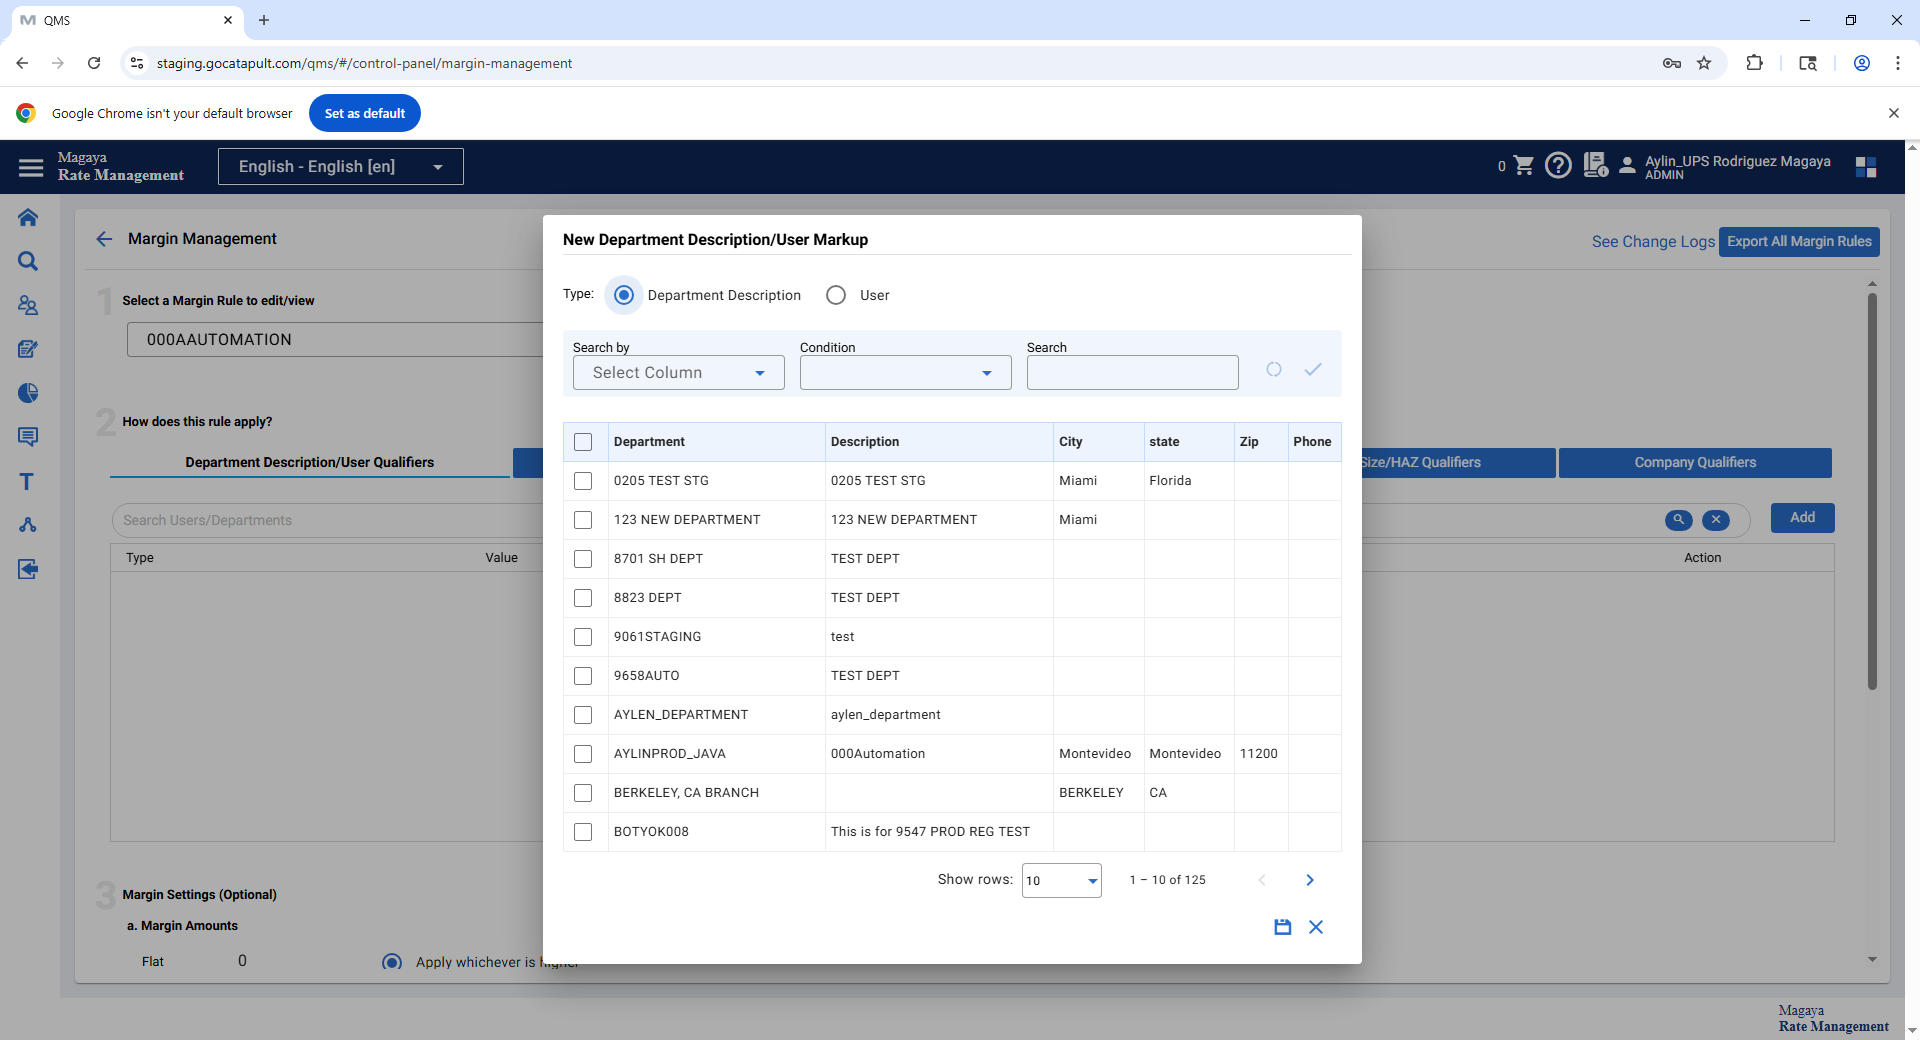 QMS
staging.gocatapult.com/qms/#/control-panel/margin-management
Google Chrome isn't your default browser
Set as default
Magaya
Rate Management
English - English [en]
0
Aylin_UPS Rodriguez Magaya
ADMIN
Margin Management
See Change Logs
Export All Margin Rules
1
Select a Margin Rule to edit/view
000AAUTOMATION
2
How does this rule apply?
Department Description/User Qualifiers
Size/HAZ Qualifiers
Company Qualifiers
Search Users/Departments
Add
Type
Value
Action
3
Margin Settings (Optional)
a. Margin Amounts
Flat
0
Apply whichever is higher
New Department Description/User Markup
Type:
Department Description
User
Search by
Condition
Search
Select Column
Department Description City state Zip Phone
0205 TEST STG 0205 TEST STG Miami Florida
123 NEW DEPARTMENT 123 NEW DEPARTMENT Miami
8701 SH DEPT TEST DEPT
8823 DEPT TEST DEPT
9061STAGING test
9658AUTO TEST DEPT
AYLEN_DEPARTMENT aylen_department
AYLINPROD_JAVA 000Automation Montevideo Montevideo 11200
BERKELEY, CA BRANCH BERKELEY CA
BOTYOK008 This is for 9547 PROD REG TEST
Show rows:
10
1 – 10 of 125
Magaya
Rate Management